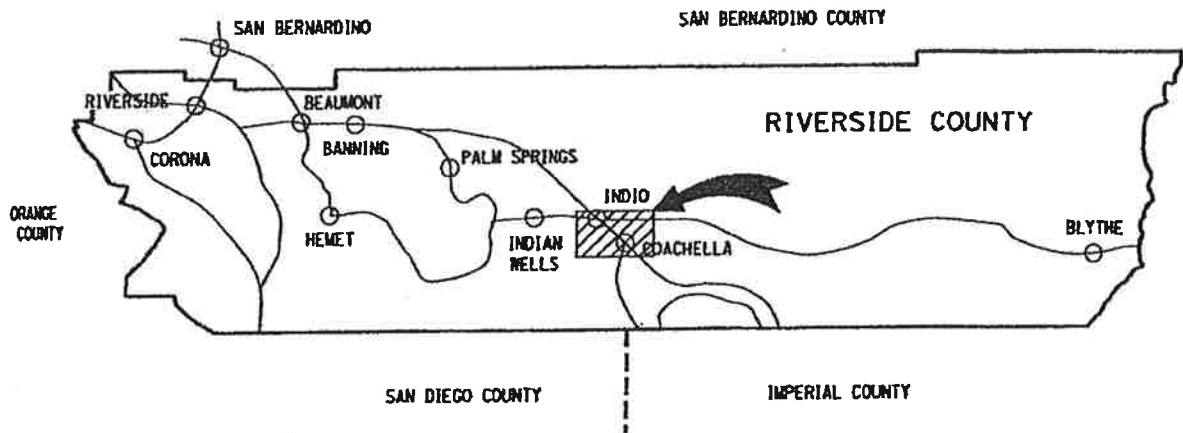 SAN BERNARDINO COUNTY
SAN BERNARDINO
RIVERSIDE
BEAUMONT
RIVERSIDE COUNTY
CORONA
BANNING
PALM SPRINGS
INDIO
ORANGE
COUNTY
HEMET
INDIAN
WELLS
COACHELLA
BLYTHE
SAN DIEGO COUNTY
IMPERIAL COUNTY